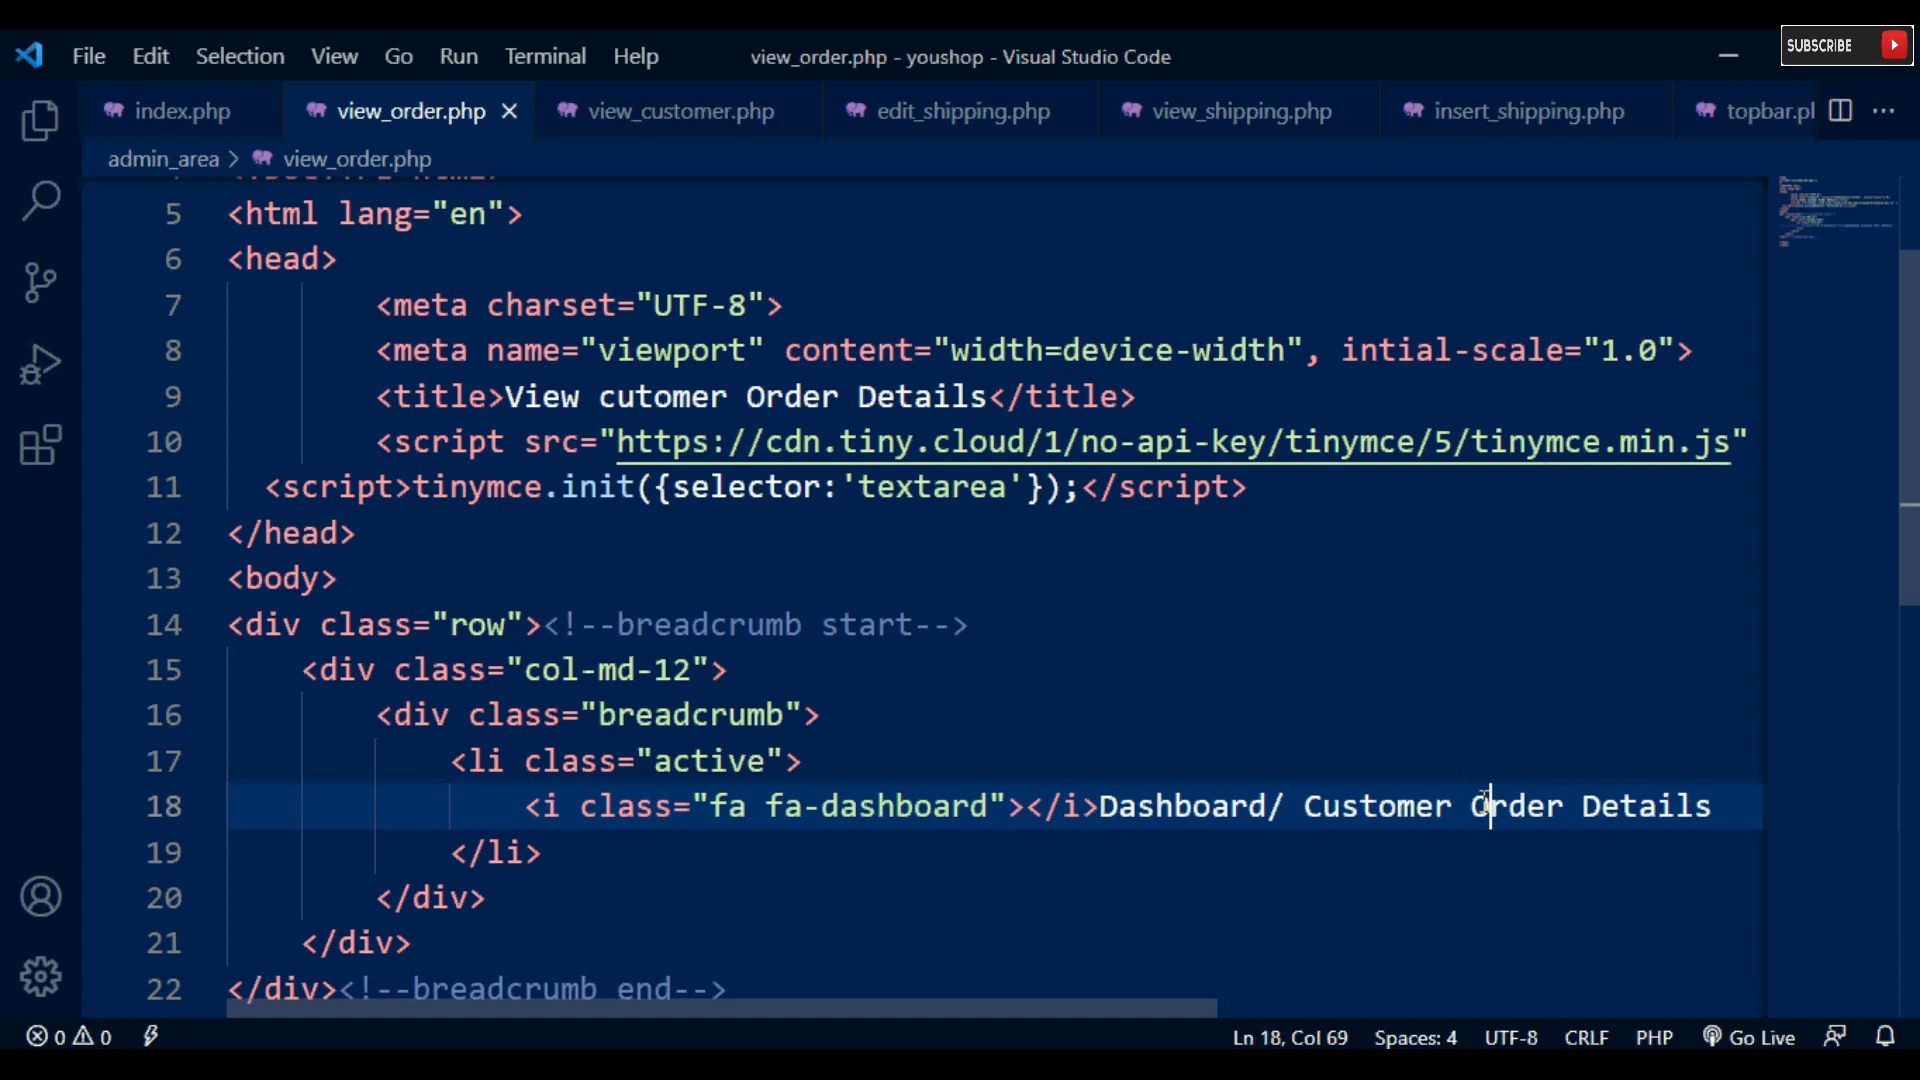 File Edit Selection View Go Run Terminal Help view_order.php - youshop - Visual Studio Code SUBSCRIBE
index.php view_order.php view_customer.php edit_shipping.php view_shipping.php insert_shipping.php topbar.pl
admin_area > view_order.php
5 <html lang="en">
6 <head>
7 <meta charset="UTF-8">
8 <meta name="viewport" content="width=device-width", intial-scale="1.0">
9 <title>View cutomer Order Details</title>
10 <script src="https://cdn.tiny.cloud/1/no-api-key/tinymce/5/tinymce.min.js"
11 <script>tinymce.init({selector:'textarea'});</script>
12 </head>
13 <body>
14 <div class="row"><!--breadcrumb start-->
15 <div class="col-md-12">
16 <div class="breadcrumb">
17 <li class="active">
18 <i class="fa fa-dashboard"></i>Dashboard/ Customer Order Details
19 </li>
20 </div>
21 </div>
22 </div><!--breadcrumb end-->
0 0 Ln 18, Col 69 Spaces: 4 UTF-8 CRLF PHP Go Live